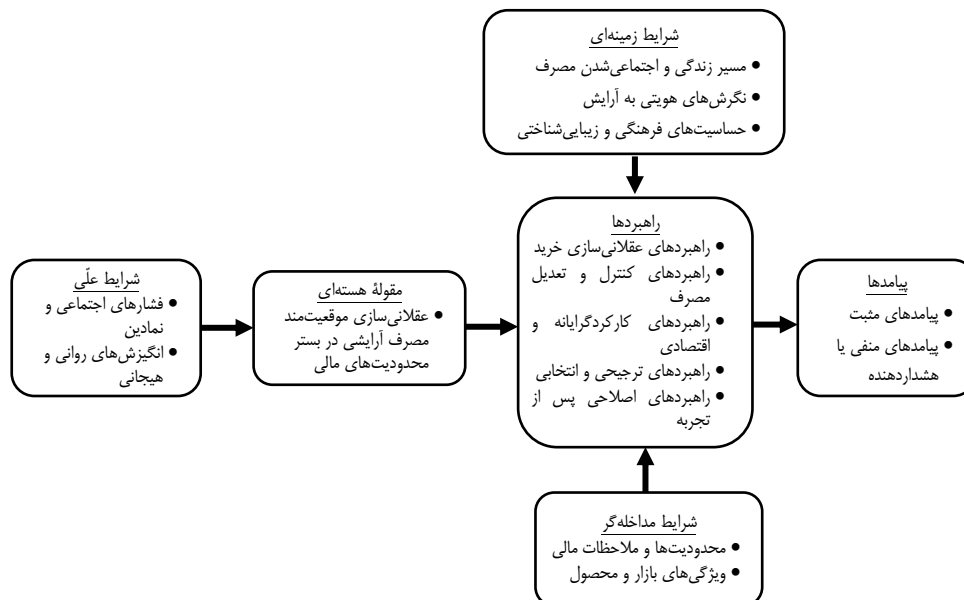 شرایط زمینه‌ای
• مسیر زندگی و اجتماعی‌شدن مصرف
• نگرش‌های هویتی به آرایش
• حساسیت‌های فرهنگی و زیبایی‌شناختی
شرایط علّی
• فشارهای اجتماعی و
نمادین
• انگیزش‌های روانی و
هیجانی
مقولۀ هسته‌ای
• عقلانی‌سازی موقعیت‌مند
مصرف آرایشی در بستر
محدودیت‌های مالی
راهبردها
• راهبردهای عقلانی‌سازی خرید
• راهبردهای کنترل و تعدیل
مصرف
• راهبردهای کارکردگرایانه و
اقتصادی
• راهبردهای ترجیحی و انتخابی
• راهبردهای اصلاحی پس از
تجربه
پیامدها
• پیامدهای مثبت
• پیامدهای منفی یا
هشداردهنده
شرایط مداخله‌گر
• محدودیت‌ها و ملاحظات مالی
• ویژگی‌های بازار و محصول